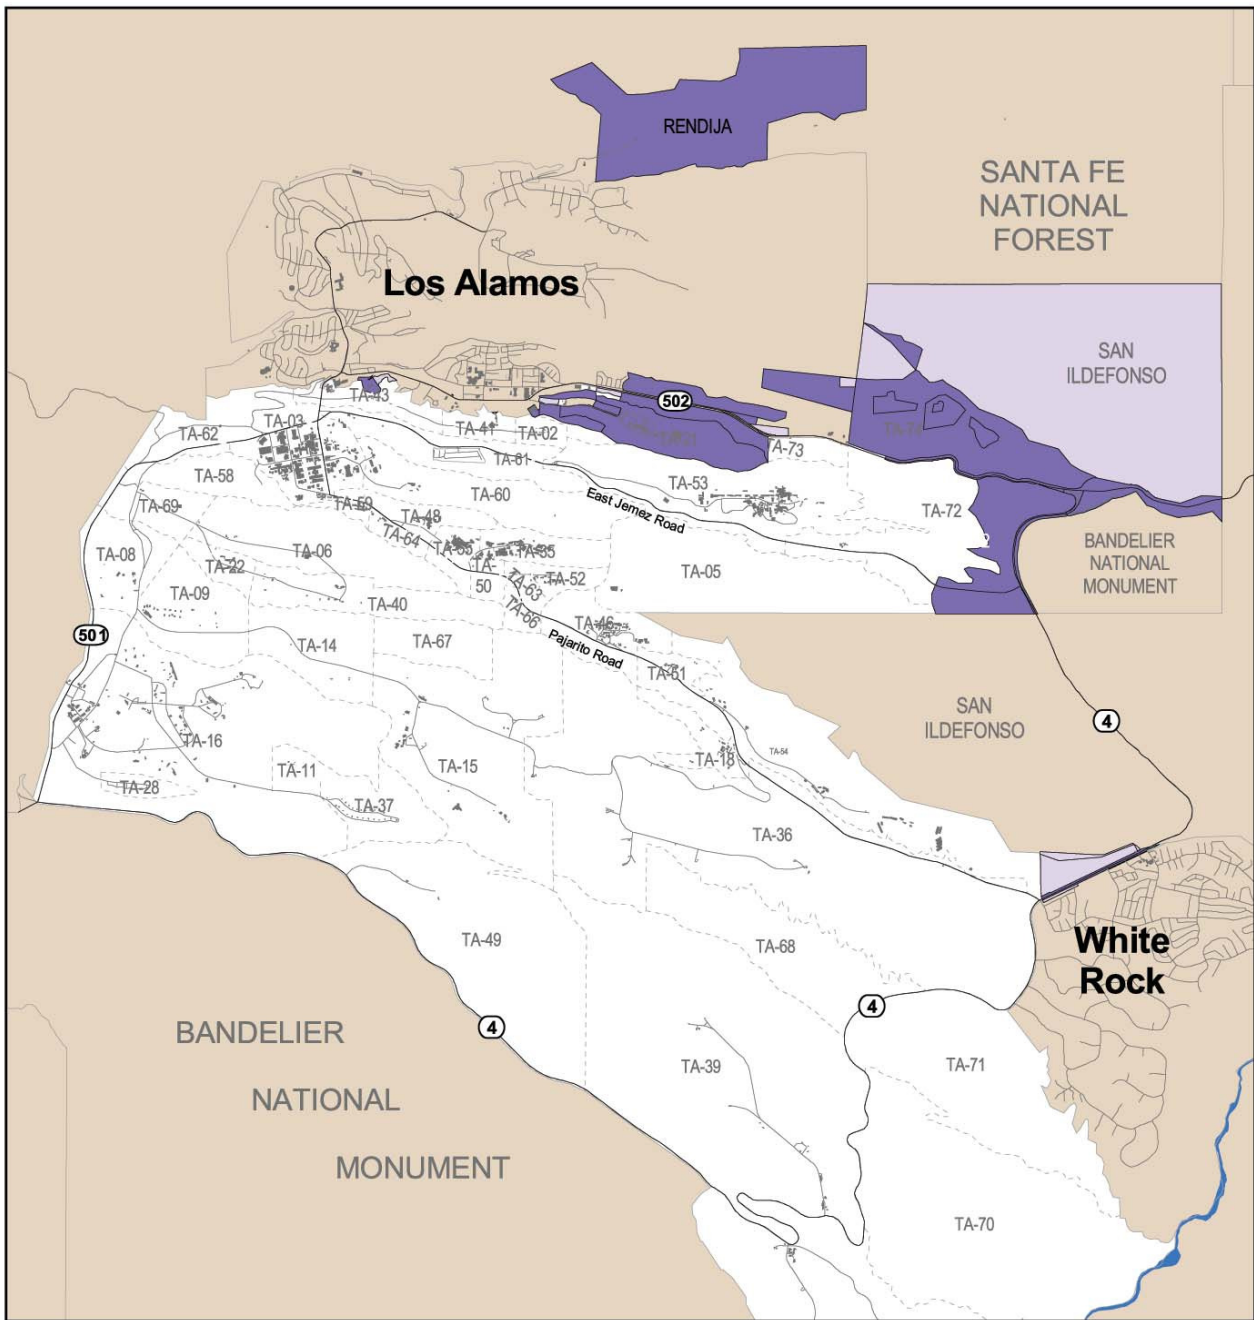 RENDIJA
SANTA FE
NATIONAL
FOREST
Los Alamos
SAN
ILDEFONSO
TA-43
502
TA-03
TA-62
TA-41
TA-02
TA-73
TA-61
TA-58
TA-53
TA-60
TA-72
East Jemez Road
TA-69
TA-59
TA-48
TA-64
BANDELIER
NATIONAL
MONUMENT
TA-08
TA-06
TA-55
TA-35
TA-22
TA-
50
TA-63
TA-52
TA-05
TA-09
TA-40
TA-66
TA-46
501
TA-14
TA-67
Pajarito Road
TA-51
SAN
ILDEFONSO
4
TA-16
TA-54
TA-18
TA-11
TA-15
TA-28
TA-37
TA-36
TA-49
TA-68
White
Rock
4
4
BANDELIER
NATIONAL
MONUMENT
TA-39
TA-71
TA-70